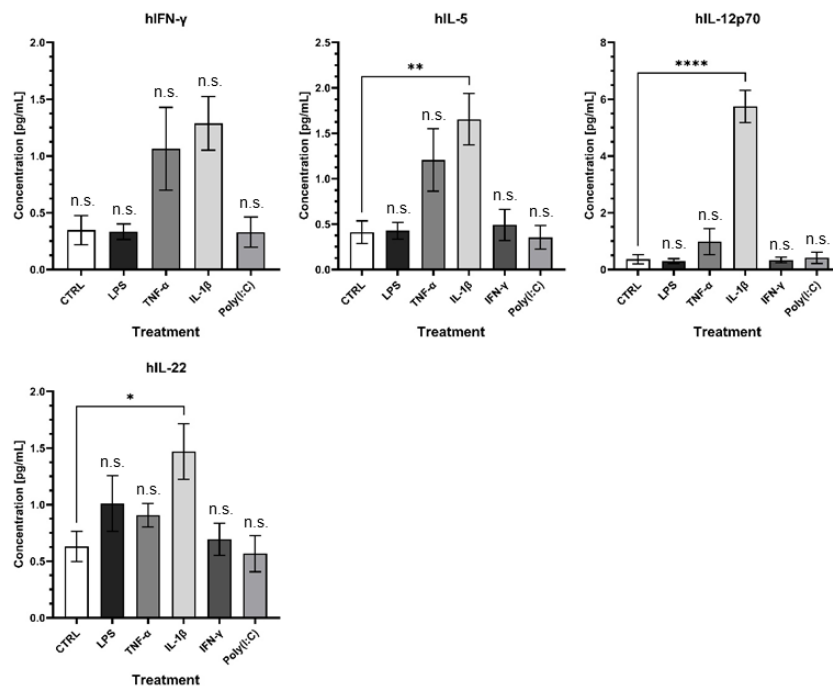 hIFN-γ
Concentration [pg/mL]
2.0
1.5
1.0
0.5
0.0
n.s.
n.s.
n.s.
n.s.
n.s.
CTRL
LPS
TNF-α
IL-1β
Poly(I:C)
Treatment
hIL-5
Concentration [pg/mL]
2.5
2.0
1.5
1.0
0.5
0.0
**
n.s.
n.s.
n.s.
n.s.
CTRL
LPS
TNF-α
IL-1β
IFN-γ
Poly(I:C)
Treatment
hIL-12p70
Concentration [pg/mL]
8
6
4
2
0
****
n.s.
n.s.
n.s.
n.s.
CTRL
LPS
TNF-α
IL-1β
IFN-γ
Poly(I:C)
Treatment
hIL-22
Concentration [pg/mL]
2.0
1.5
1.0
0.5
0.0
*
n.s.
n.s.
n.s.
n.s.
CTRL
LPS
TNF-α
IL-1β
IFN-γ
Poly(I:C)
Treatment